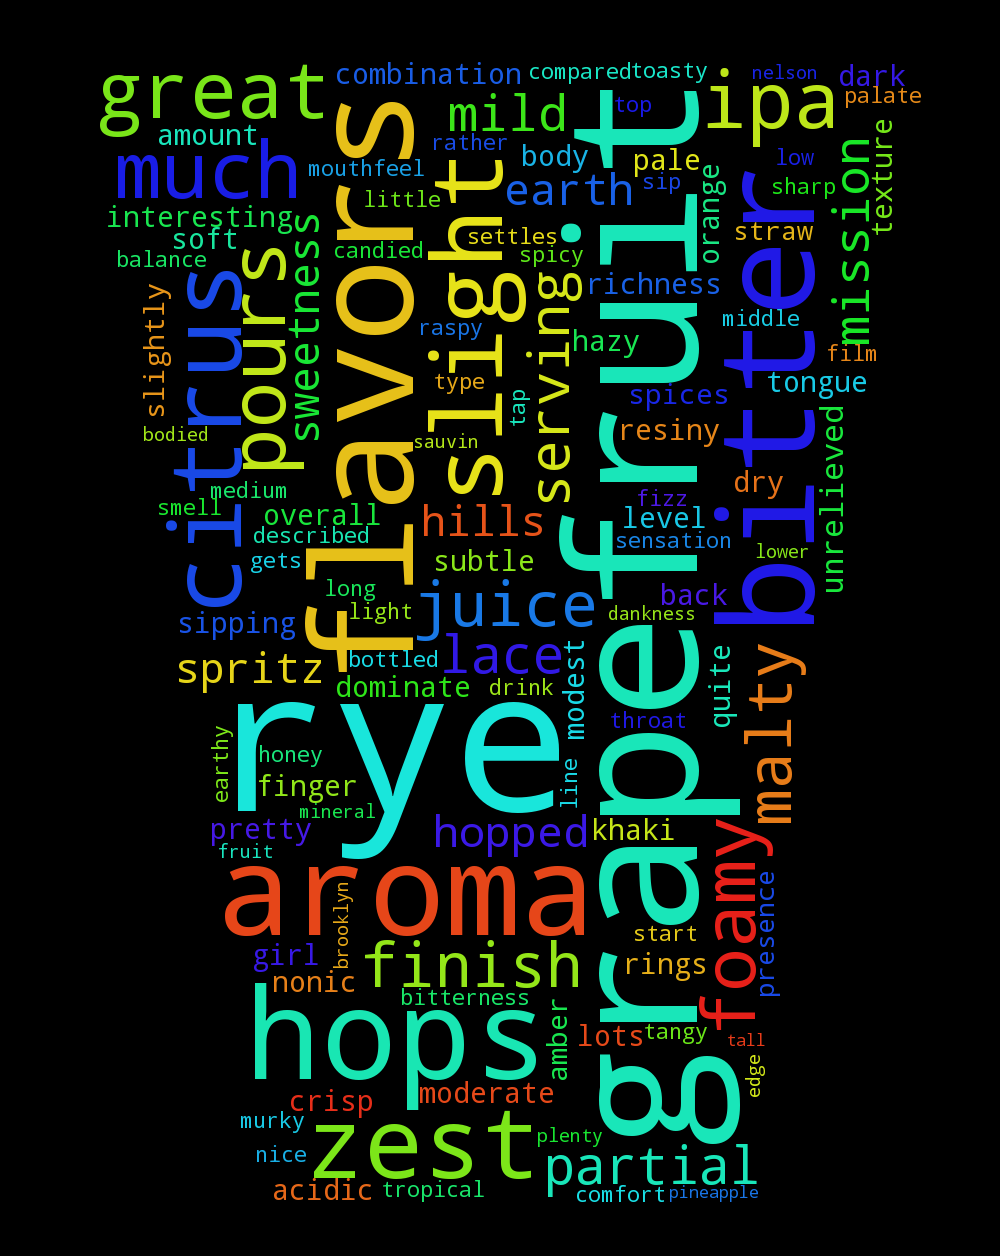 great
combination
compared
toasty
nelson
dark
palate
ipa
mild
top
amount
much
rather
mouthfeel
body
pale
low
texture
mission
sharp
little
earth
sip
orange
interesting
soft
balance
candied
settles
spicy
straw
flavors
slight
grapefruit
bitter
sweetness
pours
citrus
slightly
serving
richness
middle
raspy
hazy
film
type
tap
spices
tongue
bodied
sauvin
resiny
unrelieved
medium
dry
smell
overall
hills
fizz
level
described
sensation
gets
subtle
lower
long
light
juice
back
dankness
sipping
spritz
bottled
lace
modest
quite
malty
dominate
drink
throat
rye
earthy
honey
finger
line
mineral
pretty
hopped
khaki
fruit
aroma
foamy
presence
brooklyn
girl
finish
start
rings
nonic
bitterness
hops
amber
lots
tangy
tall
edge
crisp
moderate
murky
zest
plenty
nice
partial
acidic
tropical
comfort
pineapple